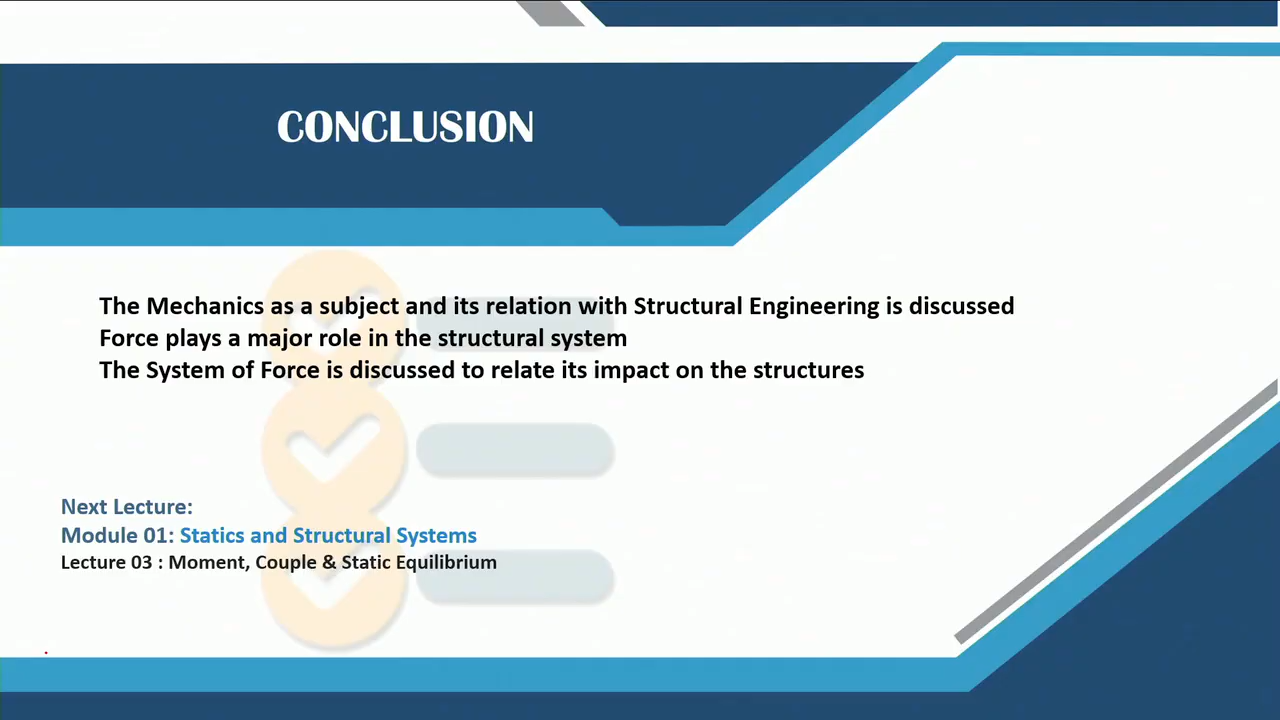 CONCLUSION
The Mechanics as a subject and its relation with Structural Engineering is discussed
Force plays a major role in the structural system
The System of Force is discussed to relate its impact on the structures
Next Lecture:
Module 01: Statics and Structural Systems
Lecture 03 : Moment, Couple & Static Equilibrium